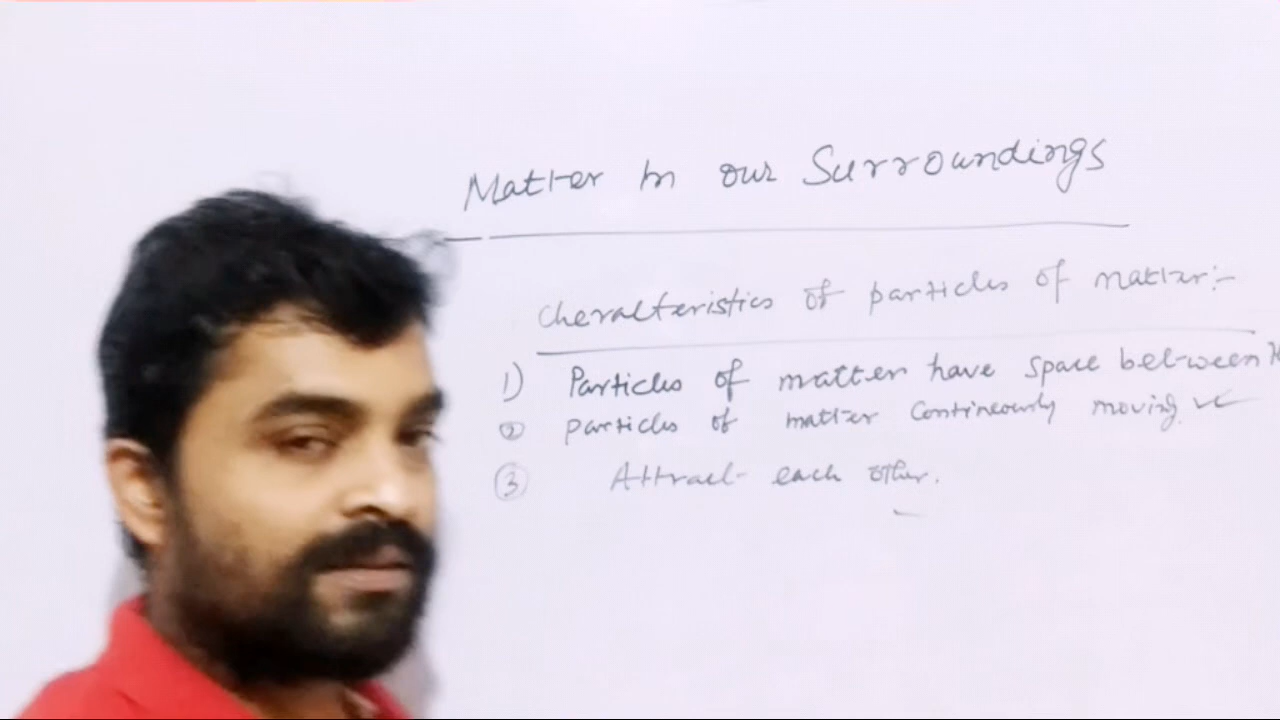 Matter In our Surroundings
Cheracteristics of particles of matter:-
1) Particles of matter have space between
② particles of matter Contineously moving
③ Attract each other.